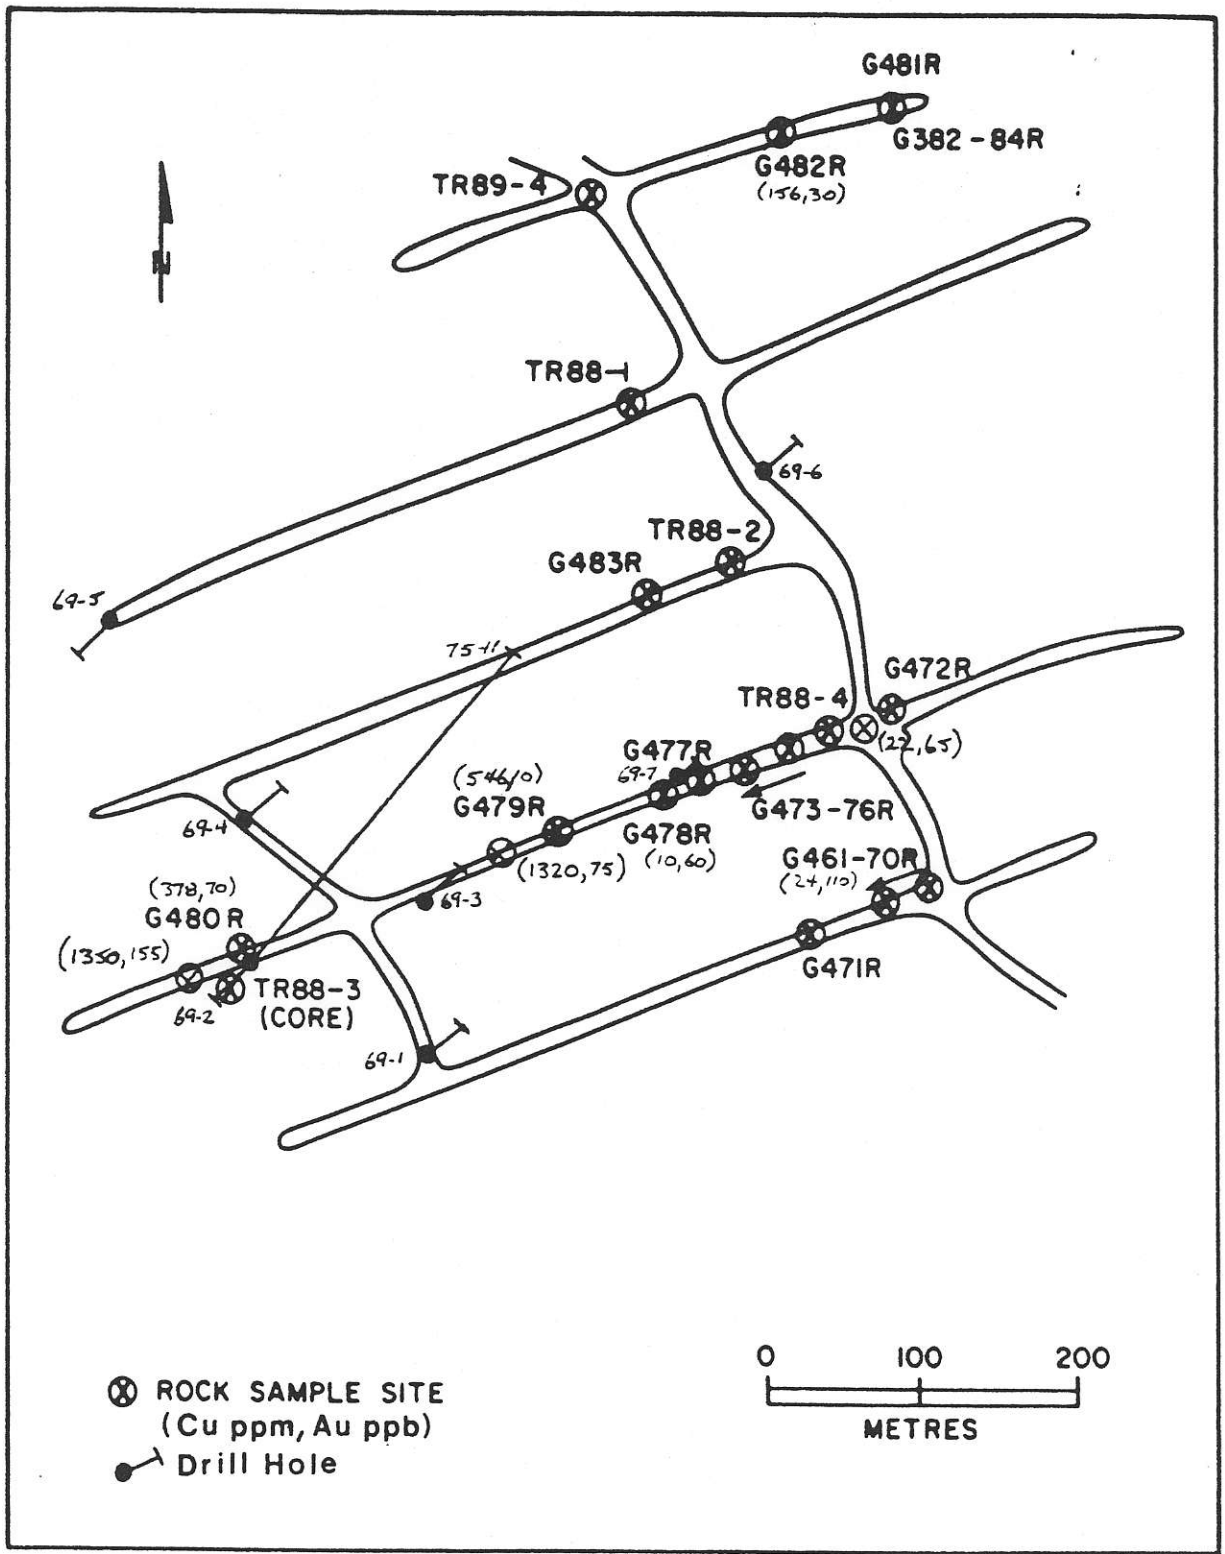 G481R
G382-84R
G482R
(156,30)
TR89-4
N
TR88-1
69-6
TR88-2
G483R
69-5
75-11
G472R
TR88-4
(22,65)
G477R
69-7
(546,10)
G479R
G473-76R
G478R
(10,60)
(1320,75)
G461-70R
(24,110)
69-4
69-3
(378,70)
G480R
(1350,155)
G471R
TR88-3
(CORE)
69-2
69-1
0 100 200
METRES
ROCK SAMPLE SITE
(Cu ppm, Au ppb)
Drill Hole